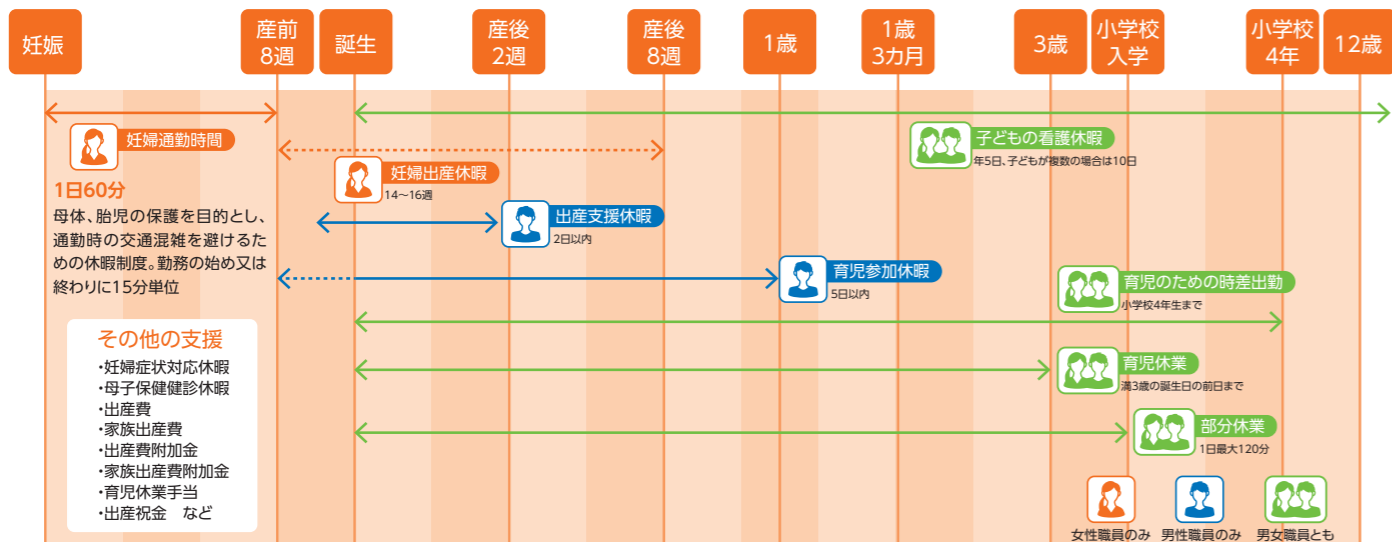 妊娠
産前
8週
誕生
産後
2週
産後
8週
1歳
1歳
3カ月
3歳
小学校
入学
小学校
4年
12歳
妊婦通勤時間
1日60分
母体、胎児の保護を目的とし、
通勤時の交通混雑を避けるた
めの休暇制度。勤務の始め又は
終わりに15分単位
妊婦出産休暇
14〜16週
子どもの看護休暇
年5日、子どもが複数の場合は10日
出産支援休暇
2日以内
育児参加休暇
5日以内
育児のための時差出勤
小学校4年生まで
育児休業
満3歳の誕生日の前日まで
部分休業
1日最大120分
その他の支援
・妊婦症状対応休暇
・母子保健健診休暇
・出産費
・家族出産費
・出産費附加金
・家族出産費附加金
・育児休業手当
・出産祝金　など
女性職員のみ
男性職員のみ
男女職員とも